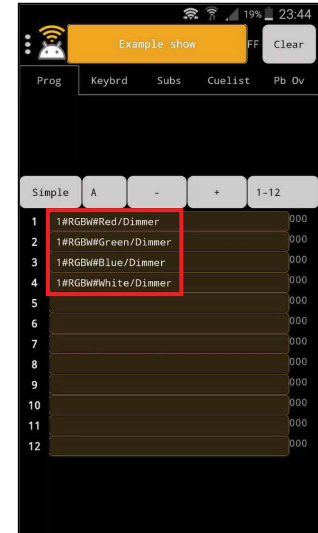 19% 23:44
Example show FF Clear
Prog Keybrd Subs Cuelist Pb Ov
Simple A - + 1-12
1 1#RGBW#Red/Dimmer 000
2 1#RGBW#Green/Dimmer 000
3 1#RGBW#Blue/Dimmer 000
4 1#RGBW#White/Dimmer 000
5 000
6 000
7 000
8 000
9 000
10 000
11 000
12 000